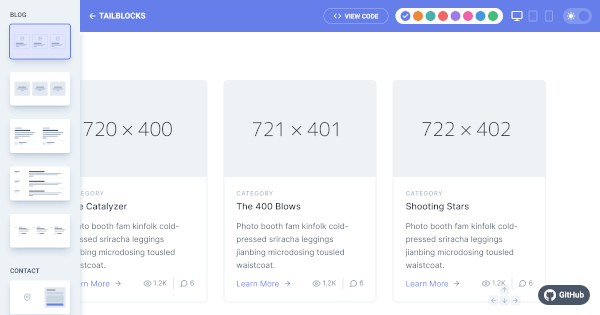 BLOG
TAILBLOCKS
VIEW CODE
720 × 400
721 × 401
722 × 402
EGORY
CATEGORY
CATEGORY
e Catalyzer
The 400 Blows
Shooting Stars
oto booth fam kinfolk cold-
pressed sriracha leggings
jianbing microdosing tousled
waistcoat.
Photo booth fam kinfolk cold-
pressed sriracha leggings
jianbing microdosing tousled
waistcoat.
Photo booth fam kinfolk cold-
pressed sriracha leggings
jianbing microdosing tousled
waistcoat.
arn More → 1.2K 6
Learn More → 1.2K 6
Learn More → 1.2K 6
CONTACT
GitHub